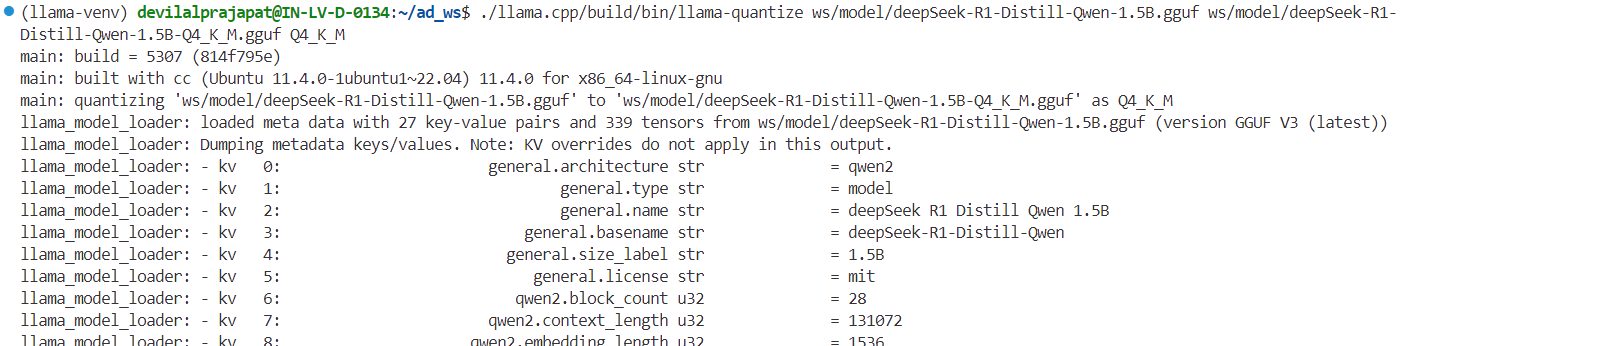 (llama-venv) devilalprajapat@IN-LV-D-0134:~/ad_ws$ ./llama.cpp/build/bin/llama-quantize ws/model/deepSeek-R1-Distill-Qwen-1.5B.gguf ws/model/deepSeek-R1-
Distill-Qwen-1.5B-Q4_K_M.gguf Q4_K_M
main: build = 5307 (814f795e)
main: built with cc (Ubuntu 11.4.0-1ubuntu1~22.04) 11.4.0 for x86_64-linux-gnu
main: quantizing 'ws/model/deepSeek-R1-Distill-Qwen-1.5B.gguf' to 'ws/model/deepSeek-R1-Distill-Qwen-1.5B-Q4_K_M.gguf' as Q4_K_M
llama_model_loader: loaded meta data with 27 key-value pairs and 339 tensors from ws/model/deepSeek-R1-Distill-Qwen-1.5B.gguf (version GGUF V3 (latest))
llama_model_loader: Dumping metadata keys/values. Note: KV overrides do not apply in this output.
llama_model_loader: - kv   0:                       general.architecture str              = qwen2
llama_model_loader: - kv   1:                               general.type str              = model
llama_model_loader: - kv   2:                               general.name str              = deepSeek R1 Distill Qwen 1.5B
llama_model_loader: - kv   3:                           general.basename str              = deepSeek-R1-Distill-Qwen
llama_model_loader: - kv   4:                         general.size_label str              = 1.5B
llama_model_loader: - kv   5:                            general.license str              = mit
llama_model_loader: - kv   6:                          qwen2.block_count u32              = 28
llama_model_loader: - kv   7:                       qwen2.context_length u32              = 131072
llama_model_loader: - kv   8:                     qwen2.embedding_length u32              = 1536